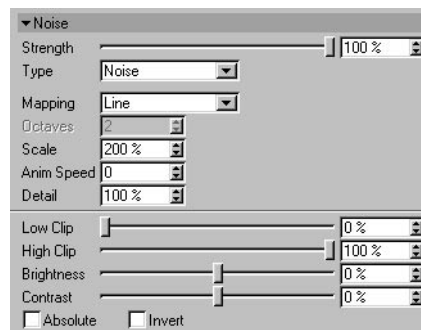 Noise
Strength 100 %
Type Noise
Mapping Line
Octaves 2
Scale 200 %
Anim Speed 0
Detail 100 %
Low Clip 0 %
High Clip 100 %
Brightness 0 %
Contrast 0 %
Absolute Invert